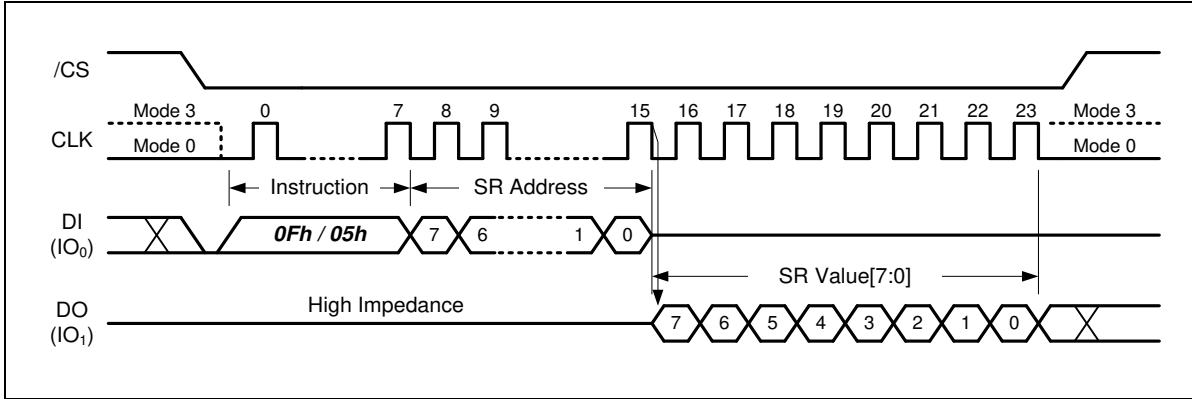 /CS
Mode 3 0 7 8 9 15 16 17 18 19 20 21 22 23 Mode 3
CLK
Mode 0 Mode 0
Instruction SR Address
DI
(IO₀)
0Fh / 05h 7 6 1 0
SR Value[7:0]
High Impedance
DO
(IO₁)
7 6 5 4 3 2 1 0